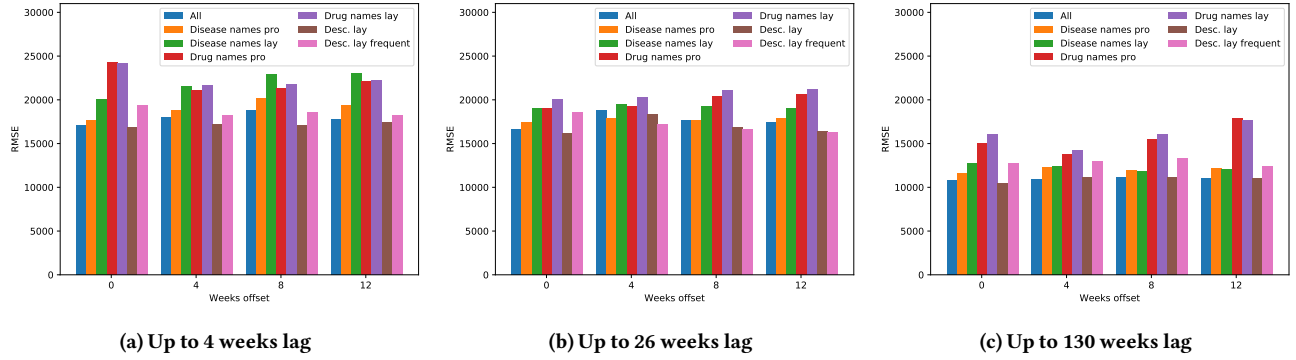 30000
25000
20000
15000
10000
5000
0
RMSE
All
Disease names pro
Disease names lay
Drug names pro
Drug names lay
Desc. lay
Desc. lay frequent
0 4 8 12
Weeks offset
(a) Up to 4 weeks lag
30000
25000
20000
15000
10000
5000
0
RMSE
All
Disease names pro
Disease names lay
Drug names pro
Drug names lay
Desc. lay
Desc. lay frequent
0 4 8 12
Weeks offset
(b) Up to 26 weeks lag
30000
25000
20000
15000
10000
5000
0
RMSE
All
Disease names pro
Disease names lay
Drug names pro
Drug names lay
Desc. lay
Desc. lay frequent
0 4 8 12
Weeks offset
(c) Up to 130 weeks lag